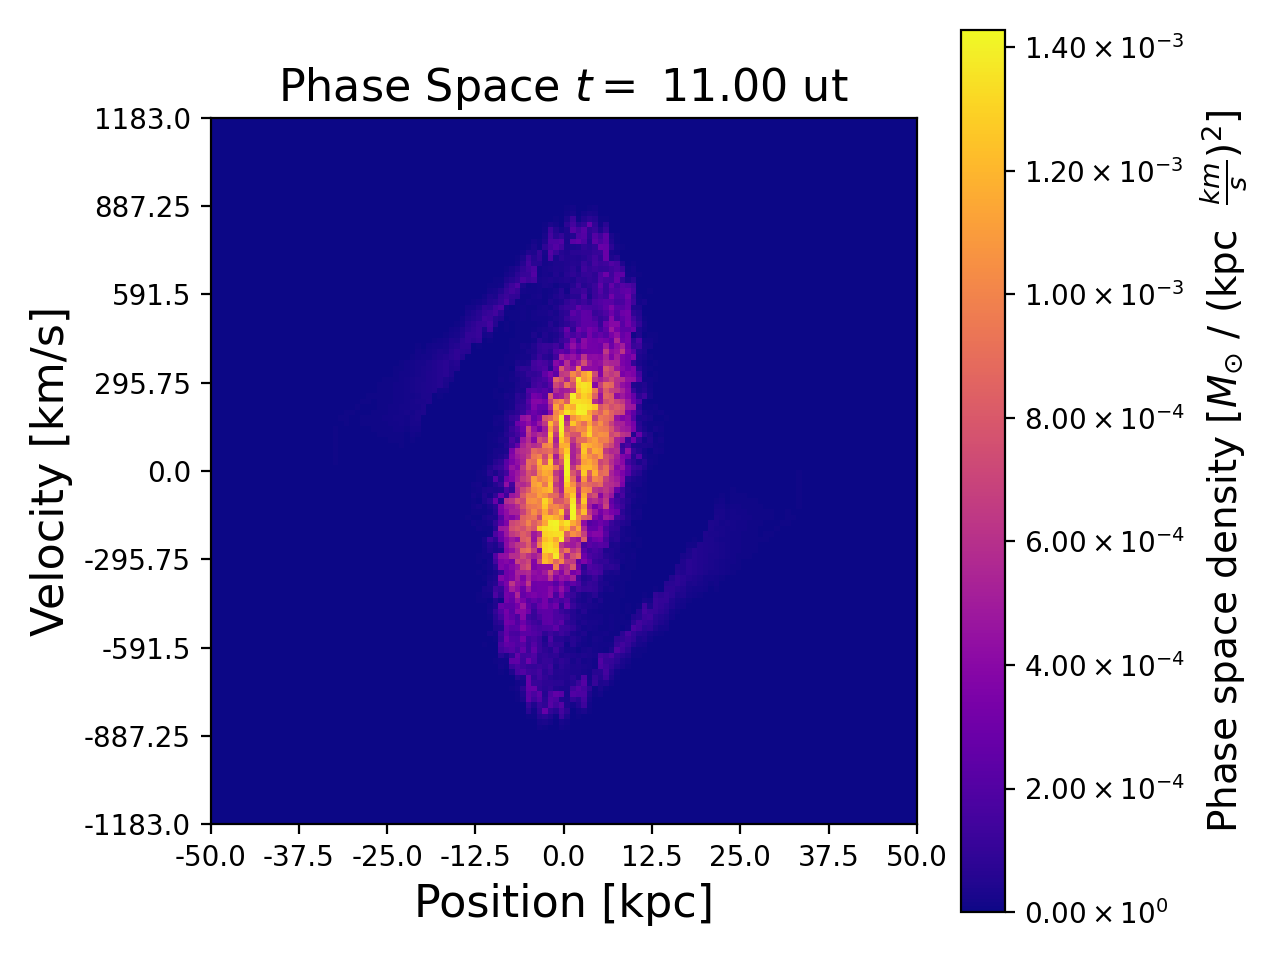 Phase Space t = 11.00 ut
1183.0
887.25
591.5
295.75
0.0
-295.75
-591.5
-887.25
-1183.0
Velocity [km/s]
-50.0 -37.5 -25.0 -12.5 0.0 12.5 25.0 37.5 50.0
Position [kpc]
1.40 × 10⁻³
1.20 × 10⁻³
1.00 × 10⁻³
8.00 × 10⁻⁴
6.00 × 10⁻⁴
4.00 × 10⁻⁴
2.00 × 10⁻⁴
0.00 × 10⁰
Phase space density [M☉ / (kpc km/s)²]